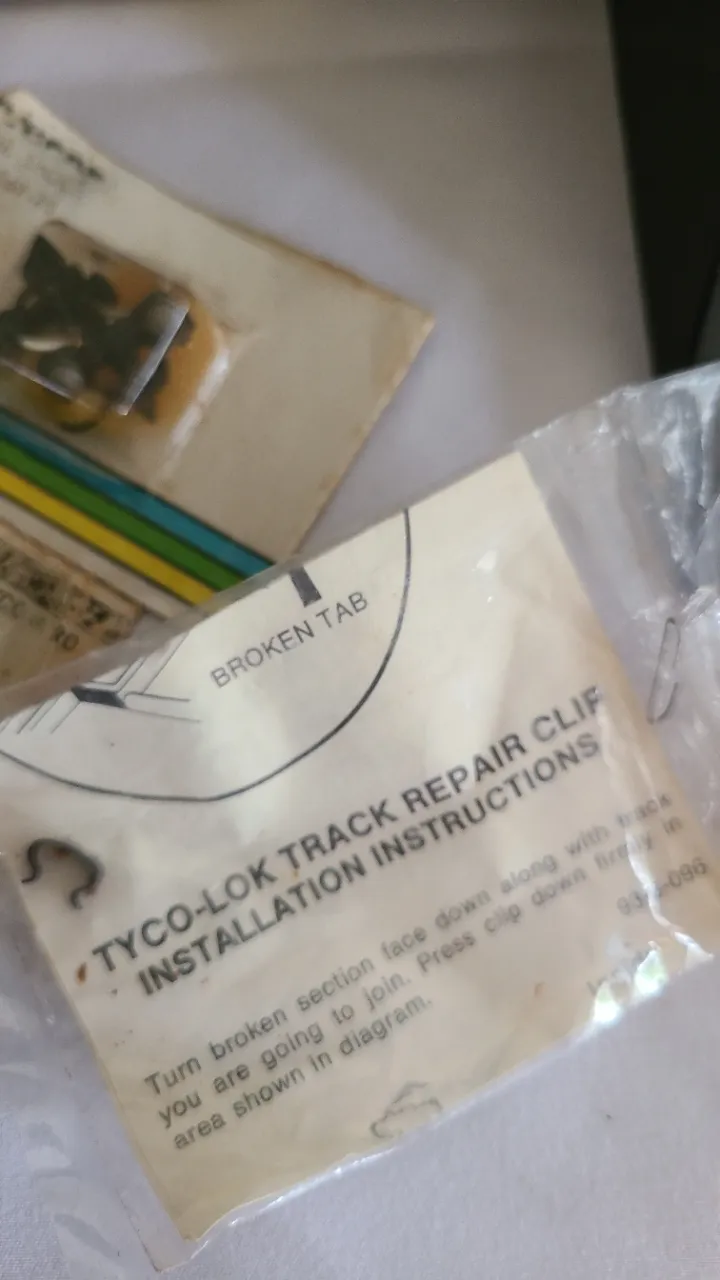 BROKEN TAB
TYCO-LOK TRACK REPAIR CLIP
INSTALLATION INSTRUCTIONS
Turn broken section face down along with track
you are going to join. Press clip down firmly in
area shown in diagram.